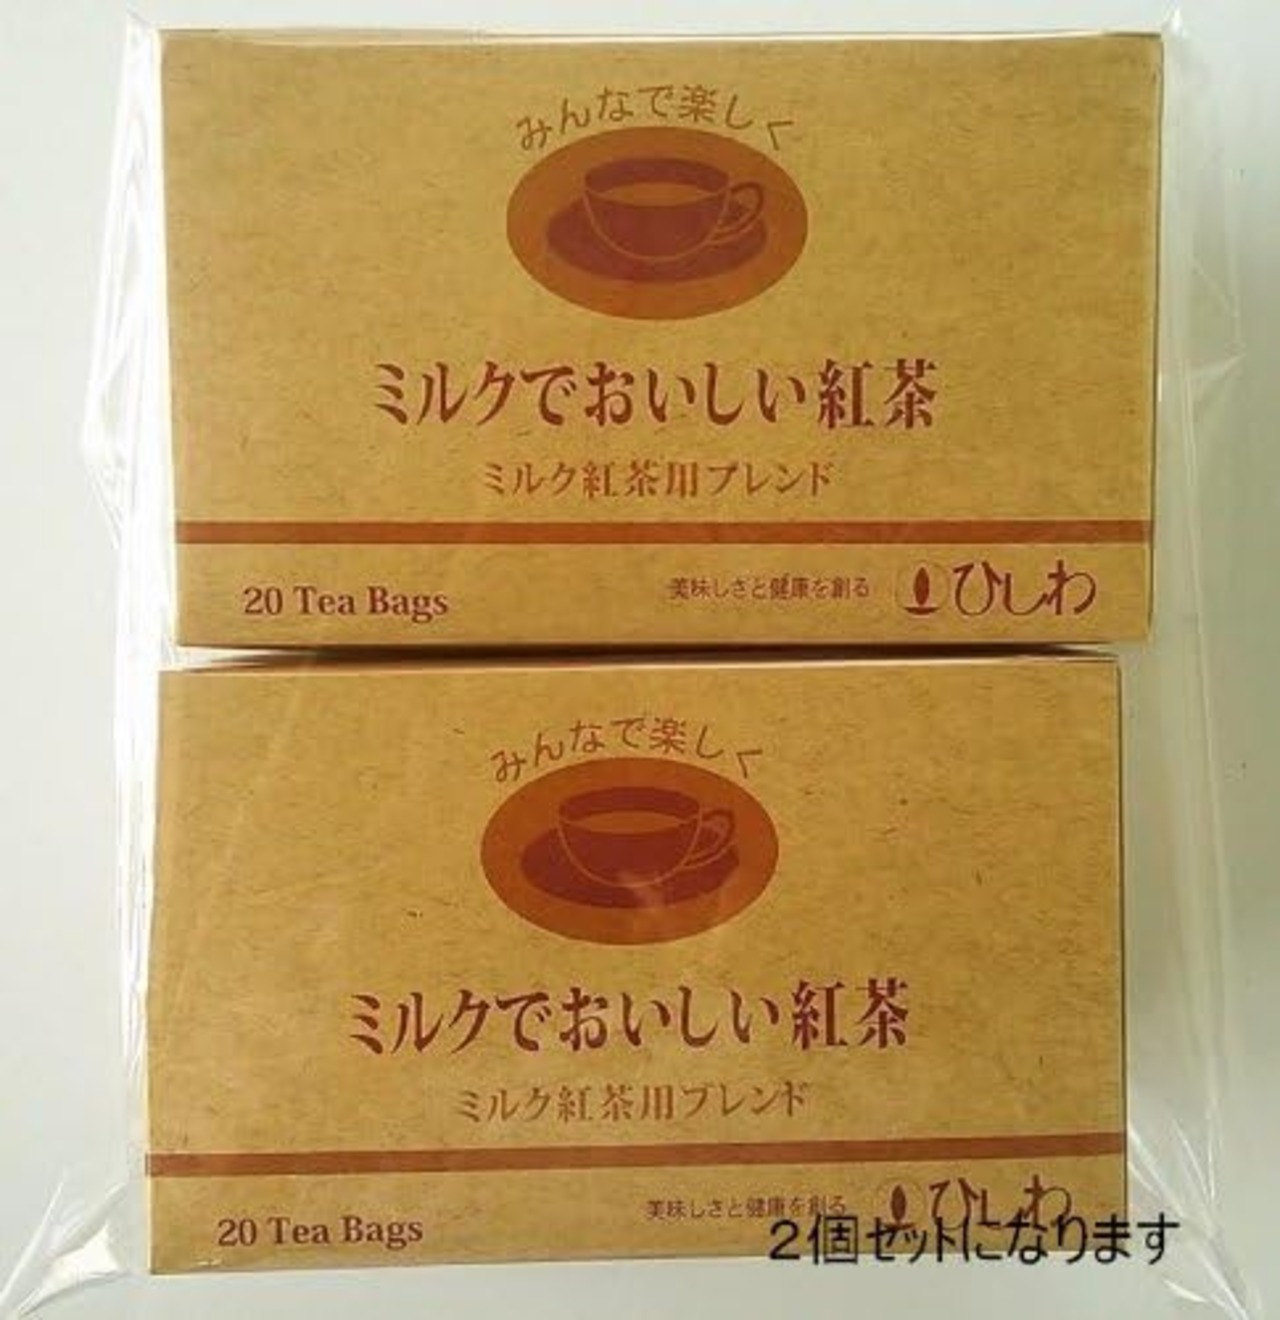 みんなで楽しく
ミルクでおいしい紅茶
ミルク紅茶用ブレンド
20 Tea Bags
美味しさと健康を創る
ひしわ
みんなで楽しく
ミルクでおいしい紅茶
ミルク紅茶用ブレンド
20 Tea Bags
美味しさと健康を創る
ひしわ
2個ｾｯﾄになります